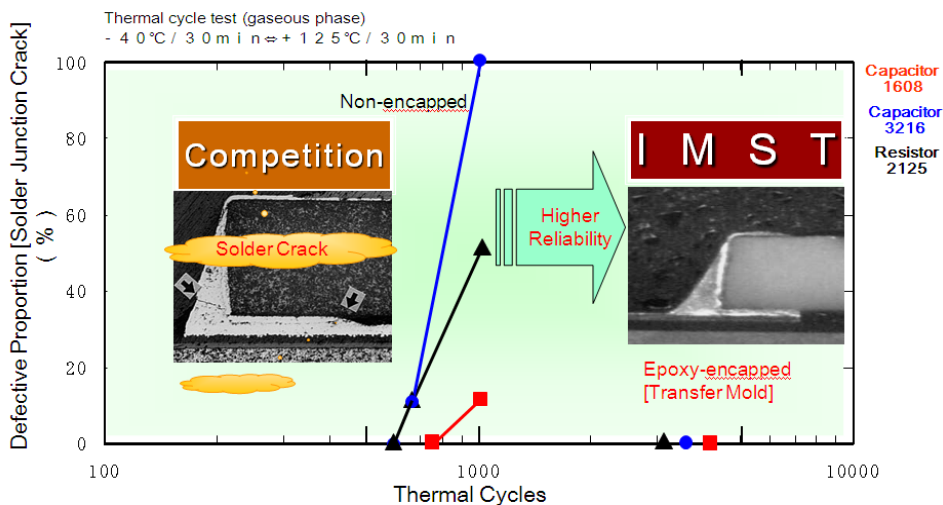 Thermal cycle test (gaseous phase)
- 40℃/30min⇔+125℃/30min
Defective Proportion [Solder Junction Crack]
(%)
100
80
60
40
20
0
Non-encapped
Competition
Solder Crack
Higher
Reliability
I M S T
Epoxy-encapped
[Transfer Mold]
Capacitor
1608
Capacitor
3216
Resistor
2125
100
1000
10000
Thermal Cycles